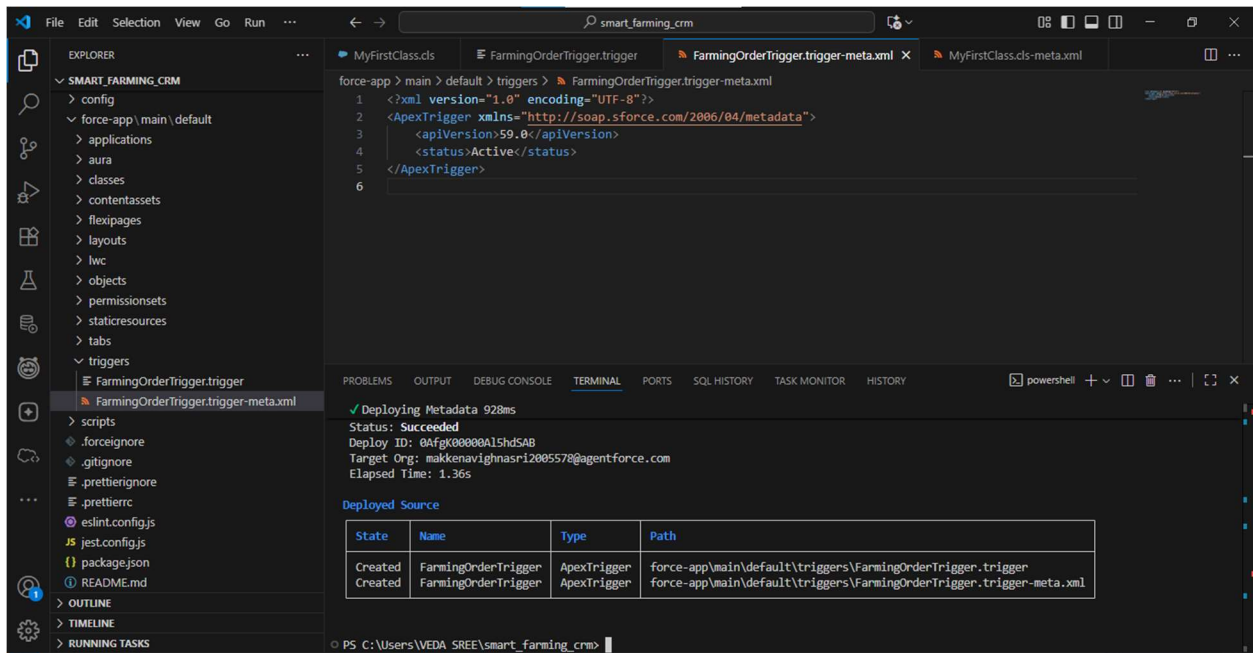 File Edit Selection View Go Run ...
smart_farming_crm
EXPLORER
SMART_FARMING_CRM
config
force-app\main\default
applications
aura
classes
contentassets
flexipages
layouts
lwc
objects
permissionsets
staticresources
tabs
triggers
FarmingOrderTrigger.trigger
FarmingOrderTrigger.trigger-meta.xml
scripts
.forceignore
.gitignore
.prettierignore
.prettierrc
eslint.config.js
JS jest.config.js
{} package.json
README.md
OUTLINE
TIMELINE
RUNNING TASKS
1
MyFirstClass.cls FarmingOrderTrigger.trigger FarmingOrderTrigger.trigger-meta.xml MyFirstClass.cls-meta.xml
force-app > main > default > triggers > FarmingOrderTrigger.trigger-meta.xml
1 <?xml version="1.0" encoding="UTF-8"?>
2 <ApexTrigger xmlns="http://soap.sforce.com/2006/04/metadata">
3 <apiVersion>59.0</apiVersion>
4 <status>Active</status>
5 </ApexTrigger>
6
PROBLEMS OUTPUT DEBUG CONSOLE TERMINAL PORTS SQL HISTORY TASK MONITOR HISTORY powershell
✓ Deploying Metadata 928ms
Status: Succeeded
Deploy ID: 0AfgK00000Al5hdSAB
Target Org: makkenavighnasri2005578@agentforce.com
Elapsed Time: 1.36s
Deployed Source
State Name Type Path
Created FarmingOrderTrigger ApexTrigger force-app\main\default\triggers\FarmingOrderTrigger.trigger
Created FarmingOrderTrigger ApexTrigger force-app\main\default\triggers\FarmingOrderTrigger.trigger-meta.xml
PS C:\Users\VEDA SREE\smart_farming_crm>